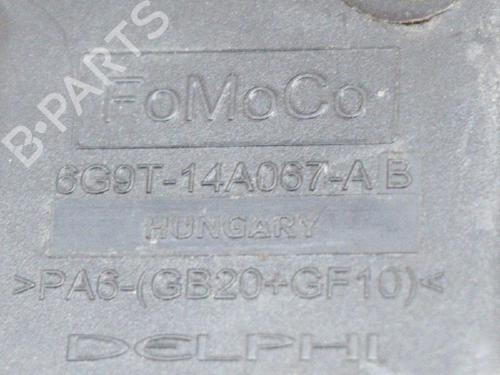 B-PARTS
FoMoCo
6G9T-14A067-A B
HUNGARY
>PA6-(GB20+GF10)<
DELPHI